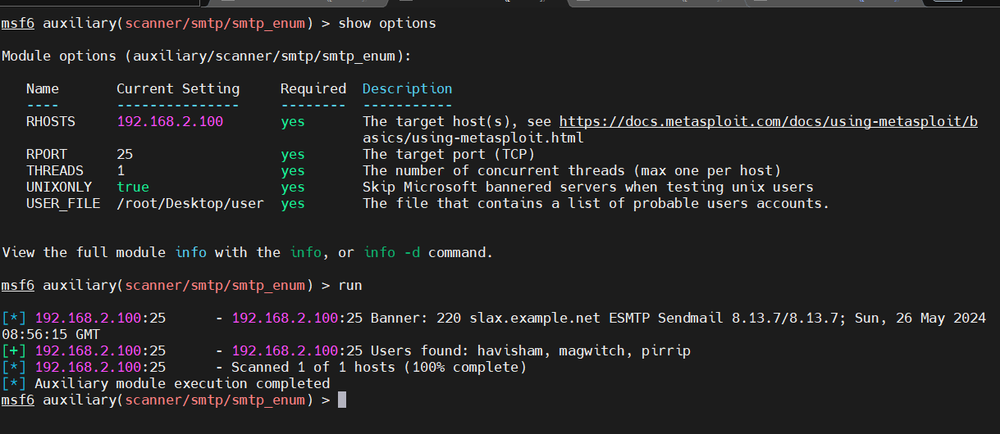 msf6 auxiliary(scanner/smtp/smtp_enum) > show options
Module options (auxiliary/scanner/smtp/smtp_enum):
Name Current Setting Required Description
---- --------------- -------- -----------
RHOSTS 192.168.2.100 yes The target host(s), see https://docs.metasploit.com/docs/using-metasploit/b
asics/using-metasploit.html
RPORT 25 yes The target port (TCP)
THREADS 1 yes The number of concurrent threads (max one per host)
UNIXONLY true yes Skip Microsoft bannered servers when testing unix users
USER_FILE /root/Desktop/user yes The file that contains a list of probable users accounts.
View the full module info with the info, or info -d command.
msf6 auxiliary(scanner/smtp/smtp_enum) > run
[*] 192.168.2.100:25 - 192.168.2.100:25 Banner: 220 slax.example.net ESMTP Sendmail 8.13.7/8.13.7; Sun, 26 May 2024
08:56:15 GMT
[+] 192.168.2.100:25 - 192.168.2.100:25 Users found: havisham, magwitch, pirrip
[*] 192.168.2.100:25 - Scanned 1 of 1 hosts (100% complete)
[*] Auxiliary module execution completed
msf6 auxiliary(scanner/smtp/smtp_enum) >